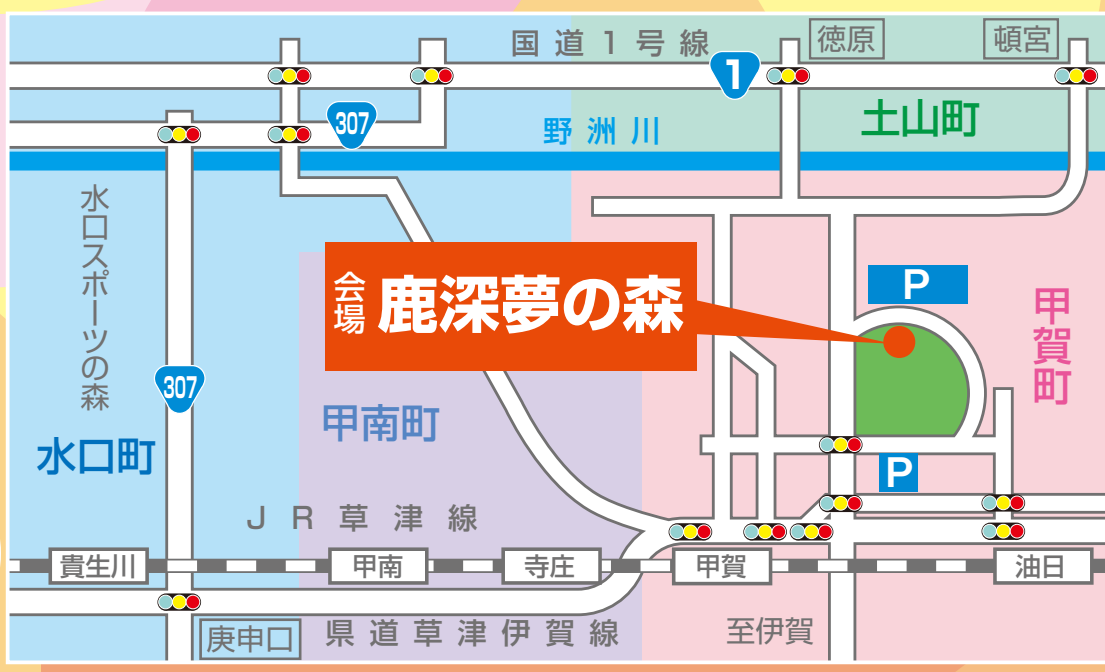 国道1号線
徳原
頓宮
1
307
野洲川
土山町
水口スポーツの森
会場 鹿深夢の森
P
甲賀町
307
甲南町
水口町
P
JR草津線
貴生川
甲南
寺庄
甲賀
油日
庚申口
県道草津伊賀線
至伊賀